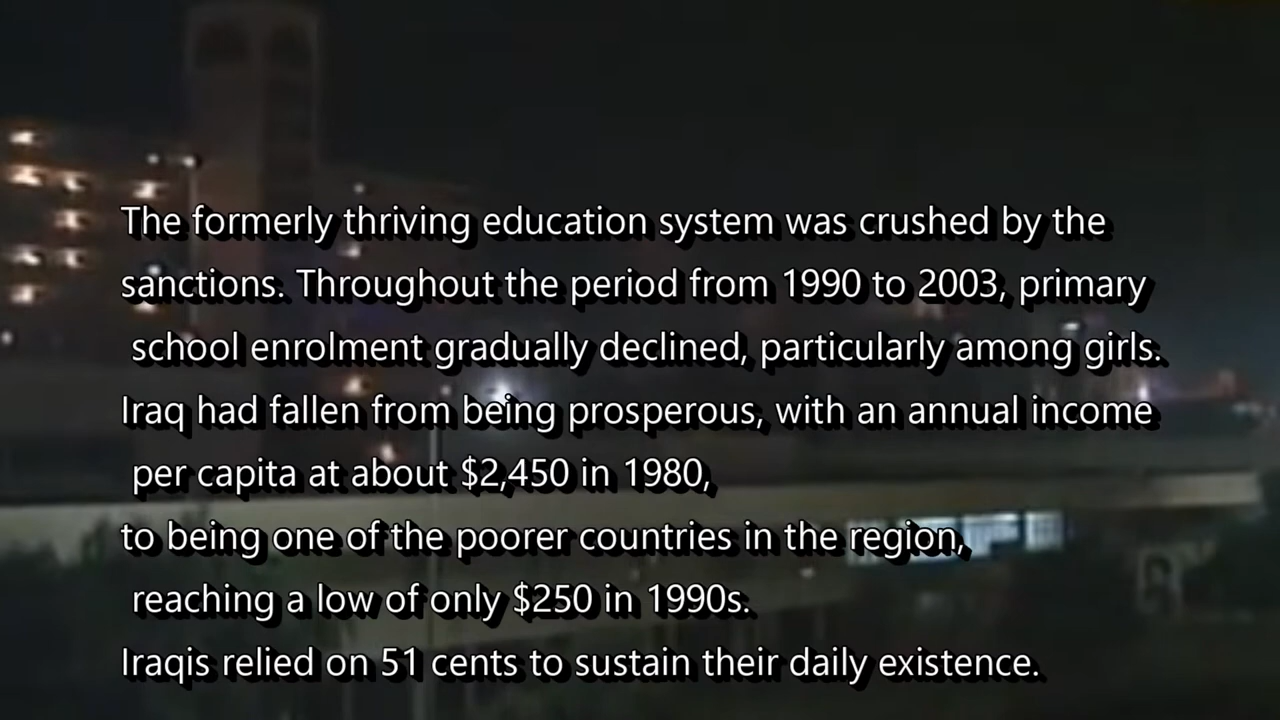 The formerly thriving education system was crushed by the
sanctions. Throughout the period from 1990 to 2003, primary
school enrolment gradually declined, particularly among girls.
Iraq had fallen from being prosperous, with an annual income
per capita at about $2,450 in 1980,
to being one of the poorer countries in the region,
reaching a low of only $250 in 1990s.
Iraqis relied on 51 cents to sustain their daily existence.